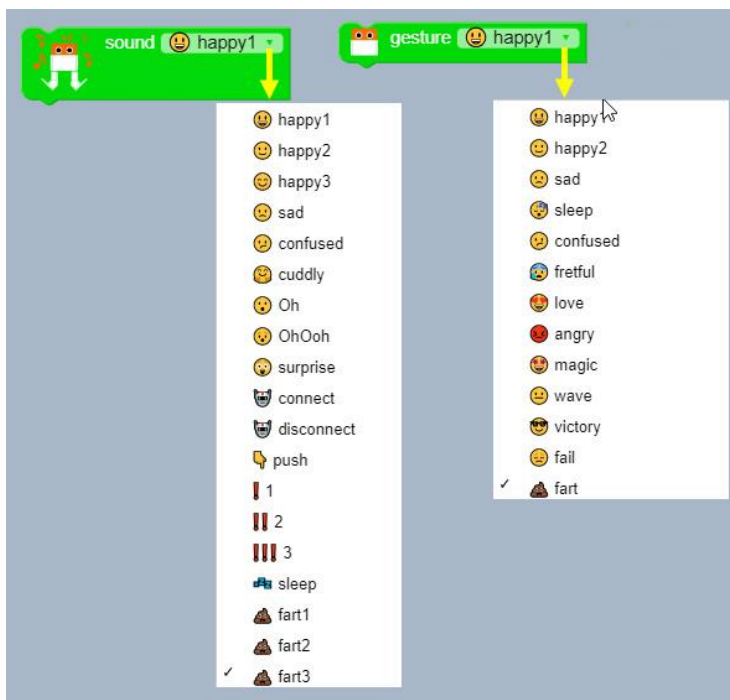 sound happy1
gesture happy1
happy1
happy2
happy3
sad
confused
cuddly
Oh
OhOoh
surprise
connect
disconnect
push
1
2
3
sleep
fart1
fart2
fart3
happy1
happy2
sad
sleep
confused
fretful
love
angry
magic
wave
victory
fail
fart